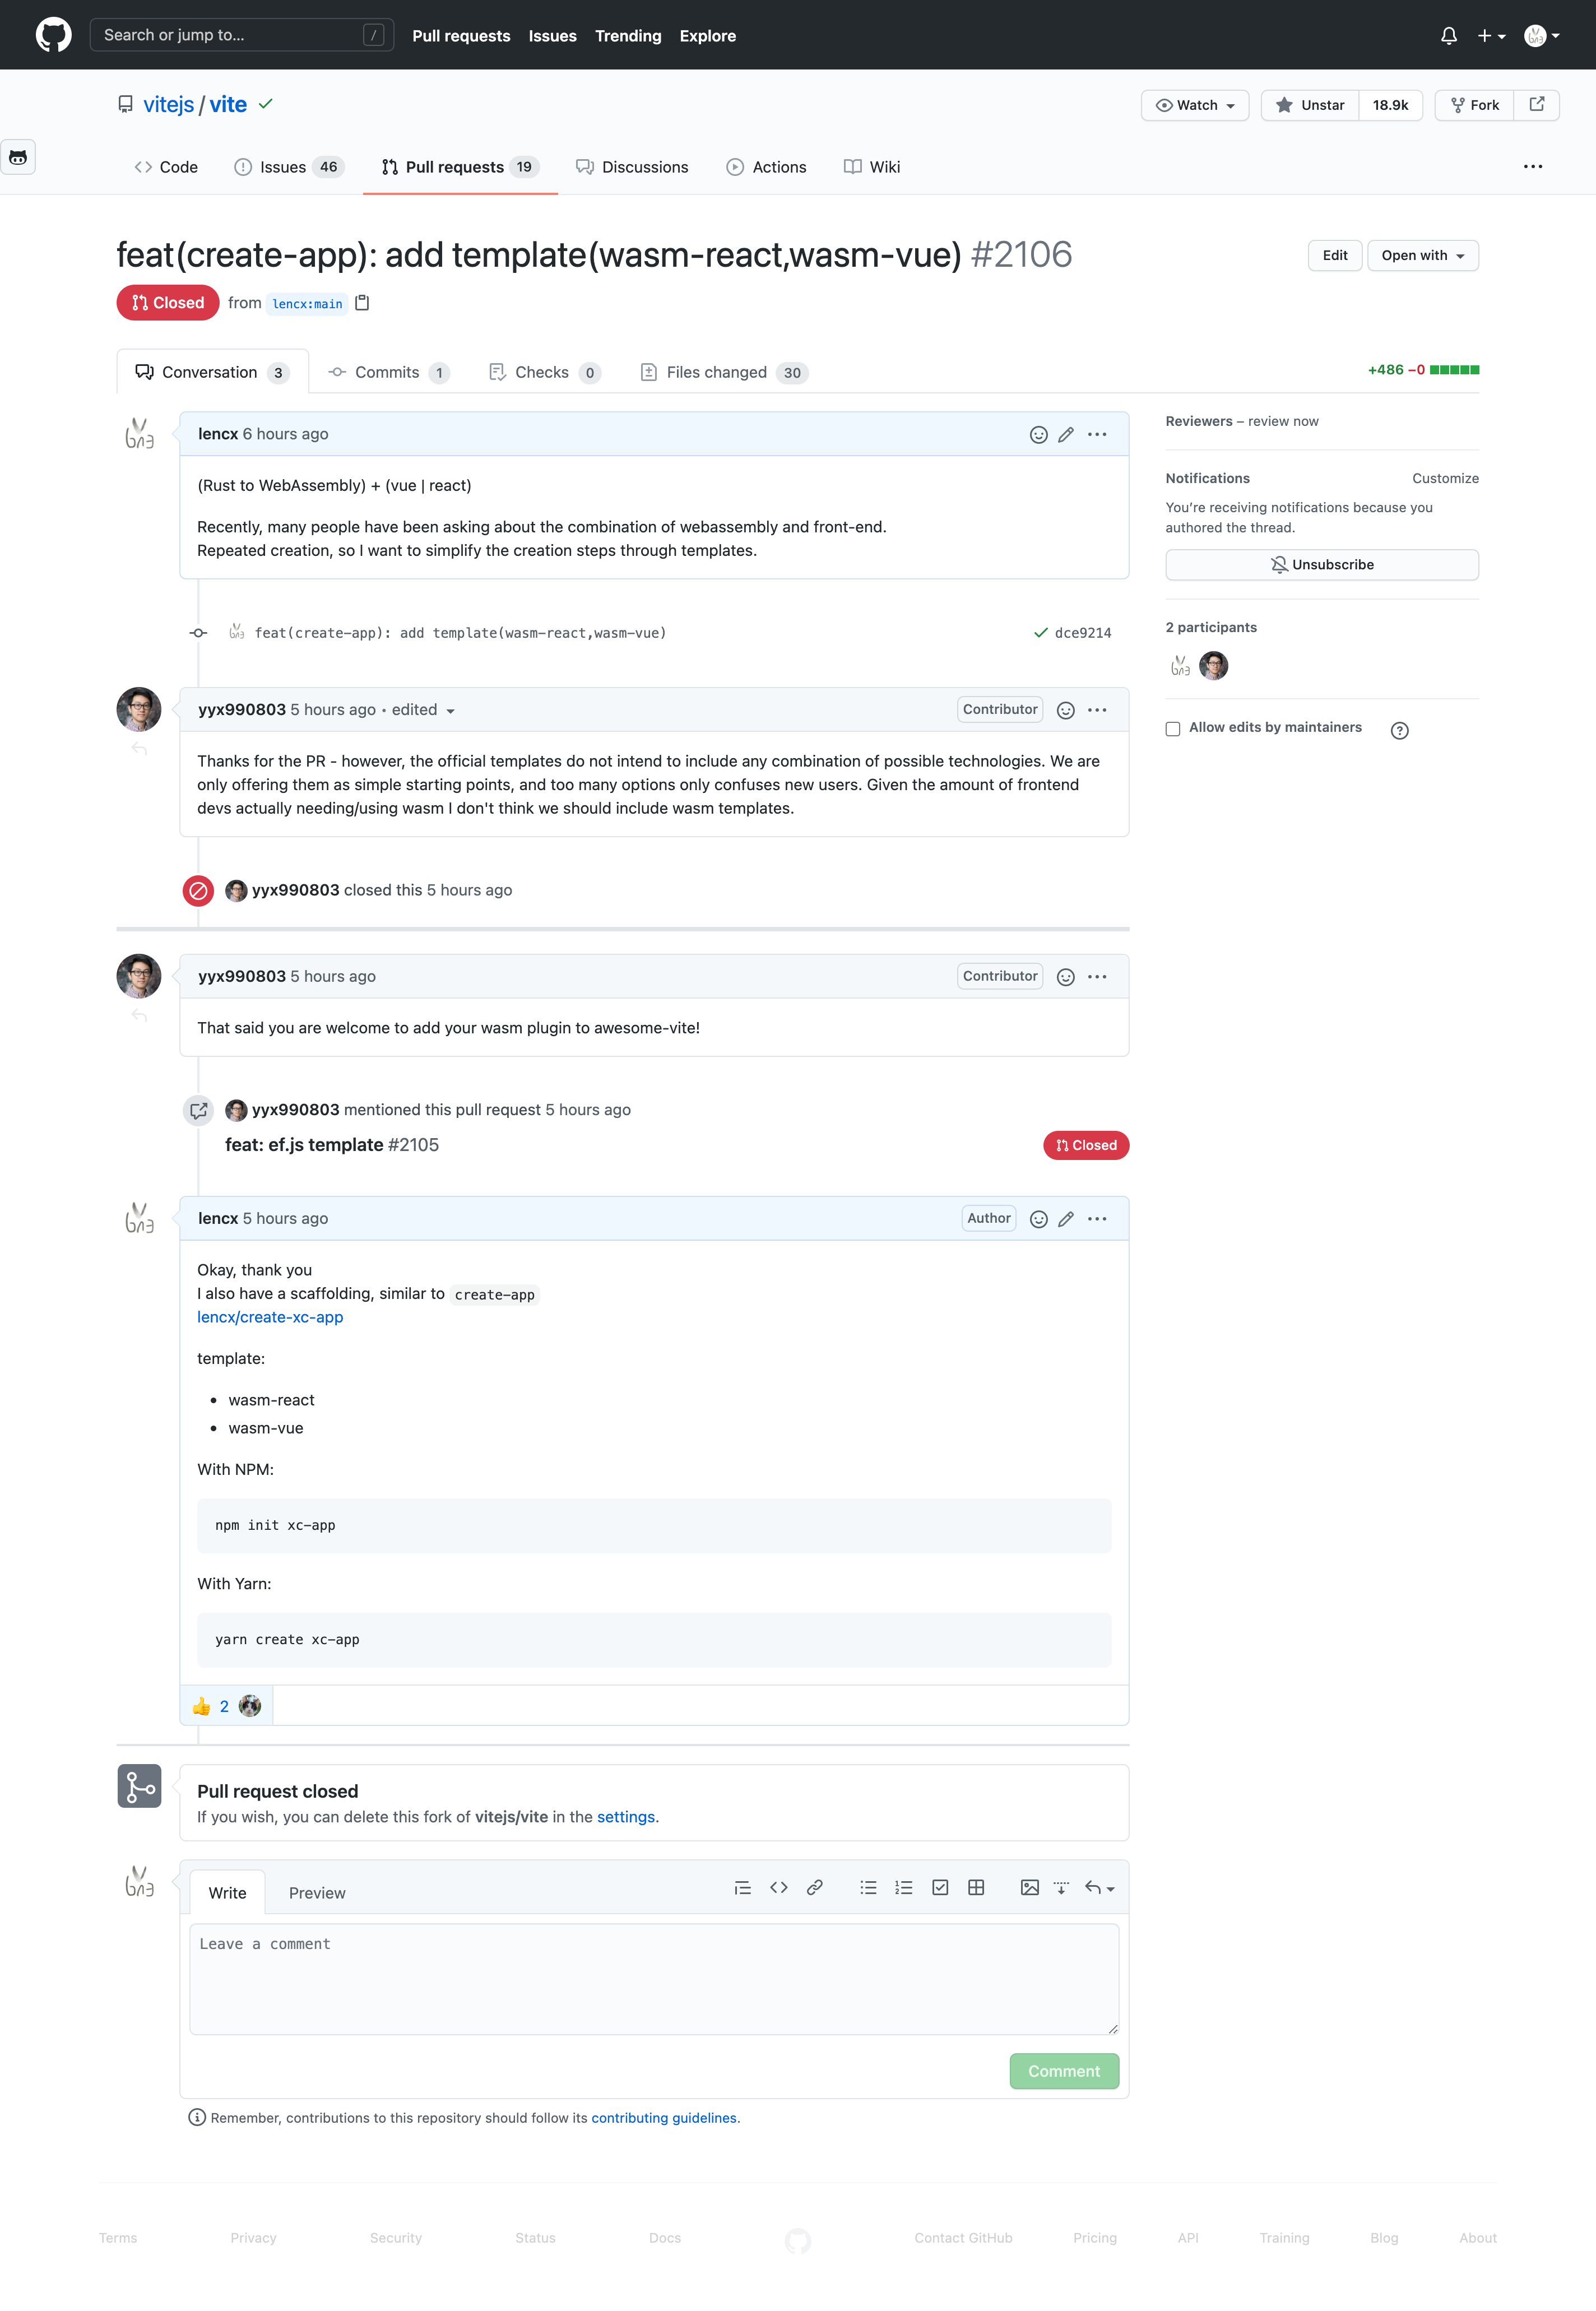 Search or jump to... /
Pull requests Issues Trending Explore
vitejs / vite
Watch Unstar 18.9k Fork
Code Issues 46 Pull requests 19 Discussions Actions Wiki
feat(create-app): add template(wasm-react,wasm-vue) #2106
Edit Open with
Closed from lencx:main
Conversation 3 Commits 1 Checks 0 Files changed 30
+486 −0
lencx 6 hours ago
(Rust to WebAssembly) + (vue | react)
Recently, many people have been asking about the combination of webassembly and front-end.
Repeated creation, so I want to simplify the creation steps through templates.
feat(create-app): add template(wasm-react,wasm-vue) dce9214
yyx990803 5 hours ago • edited Contributor
Thanks for the PR - however, the official templates do not intend to include any combination of possible technologies. We are
only offering them as simple starting points, and too many options only confuses new users. Given the amount of frontend
devs actually needing/using wasm I don't think we should include wasm templates.
yyx990803 closed this 5 hours ago
yyx990803 5 hours ago Contributor
That said you are welcome to add your wasm plugin to awesome-vite!
yyx990803 mentioned this pull request 5 hours ago
feat: ef.js template #2105 Closed
lencx 5 hours ago Author
Okay, thank you
I also have a scaffolding, similar to create-app
lencx/create-xc-app
template:
• wasm-react
• wasm-vue
With NPM:
npm init xc-app
With Yarn:
yarn create xc-app
👍 2
Pull request closed
If you wish, you can delete this fork of vitejs/vite in the settings.
Write Preview
Leave a comment
Comment
Remember, contributions to this repository should follow its contributing guidelines.
Reviewers – review now
Notifications Customize
You're receiving notifications because you
authored the thread.
Unsubscribe
2 participants
Allow edits by maintainers
Terms Privacy Security Status Docs Contact GitHub Pricing API Training Blog About